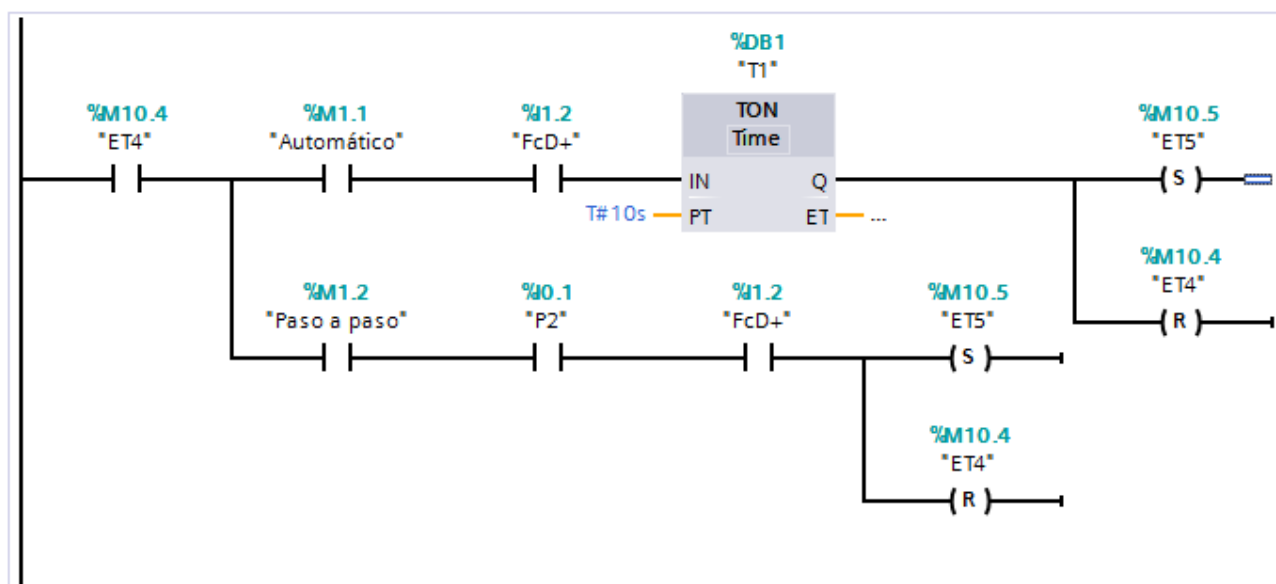 %DB1
"T1"
%M10.4
"ET4"
%M1.1
"Automático"
%I1.2
"FcD+"
TON
Time
IN
Q
T#10s
PT
ET
...
%M10.5
"ET5"
S
%M10.4
"ET4"
R
%M1.2
"Paso a paso"
%I0.1
"P2"
%I1.2
"FcD+"
%M10.5
"ET5"
S
%M10.4
"ET4"
R